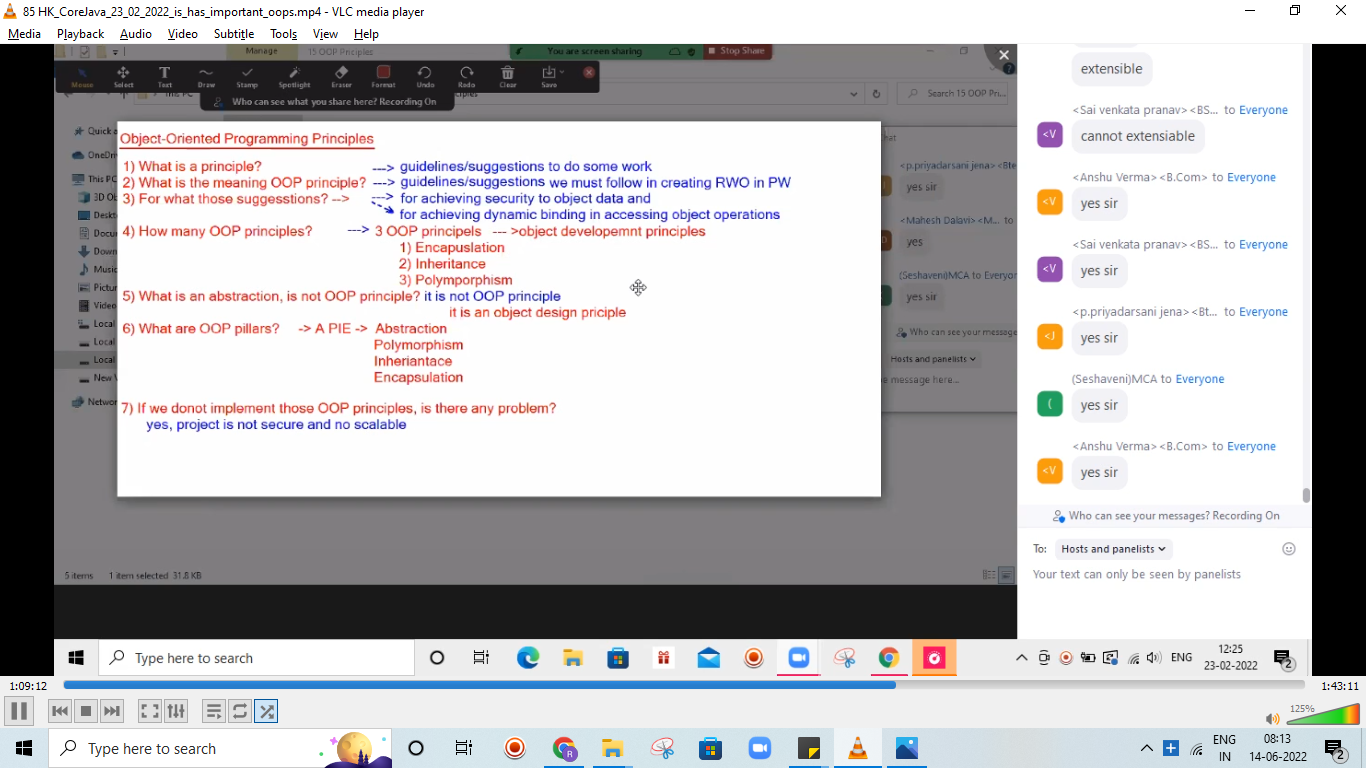 85 HK_CoreJava_23_02_2022_is_has_important_oops.mp4 - VLC media player
Media Playback Audio Video Subtitle Tools View Help
Manage 15 OOP Principles
You are screen sharing Stop Share
Mouse Select Text Draw Stamp Spotlight Eraser Format Undo Redo Clear Save
Who can see what you share here? Recording On
Search 15 OOP Pri...
Object-Oriented Programming Principles
1) What is a principle? ---> guidelines/suggestions to do some work
2) What is the meaning OOP principle? ---> guidelines/suggestions we must follow in creating RWO in PW
3) For what those suggesstions? --> ---> for achieving security to object data and
for achieving dynamic binding in accessing object operations
4) How many OOP principles? ---> 3 OOP principels --- >object developemnt principles
1) Encapuslation
2) Inheritance
3) Polymporphism
5) What is an abstraction, is not OOP principle? it is not OOP principle
it is an object design priciple
6) What are OOP pillars? -> A PIE -> Abstraction
Polymorphism
Inheriantace
Encapsulation
7) If we donot implement those OOP principles, is there any problem?
yes, project is not secure and no scalable
Quick a
OneDriv
This PC
3D Ob
Deskto
Docum
Downl
Music
Picture
Video
Local
Local
Local
New V
Networ
hat
<p.priyadarsani jena> <Bte
yes sir
<Mahesh Dalavi> <M... to
yes
(Seshaveni)MCA to Everyon
yes sir
Who can see your message
Hosts and panelists
e message here...
5 items 1 item selected 31.8 KB
extensible
<Sai venkata pranav> <BS... to Everyone
<V cannot extensiable
<Anshu Verma> <B.Com> to Everyone
<V yes sir
<Sai venkata pranav> <BS... to Everyone
<V yes sir
<p.priyadarsani jena> <Bt... to Everyone
<J yes sir
(Seshaveni)MCA to Everyone
( yes sir
<Anshu Verma> <B.Com> to Everyone
<V yes sir
Who can see your messages? Recording On
To: Hosts and panelists
Your text can only be seen by panelists
Type here to search
ENG 12:25
23-02-2022 2
1:09:12 1:43:11
125%
Type here to search
ENG 08:13
IN 14-06-2022 2